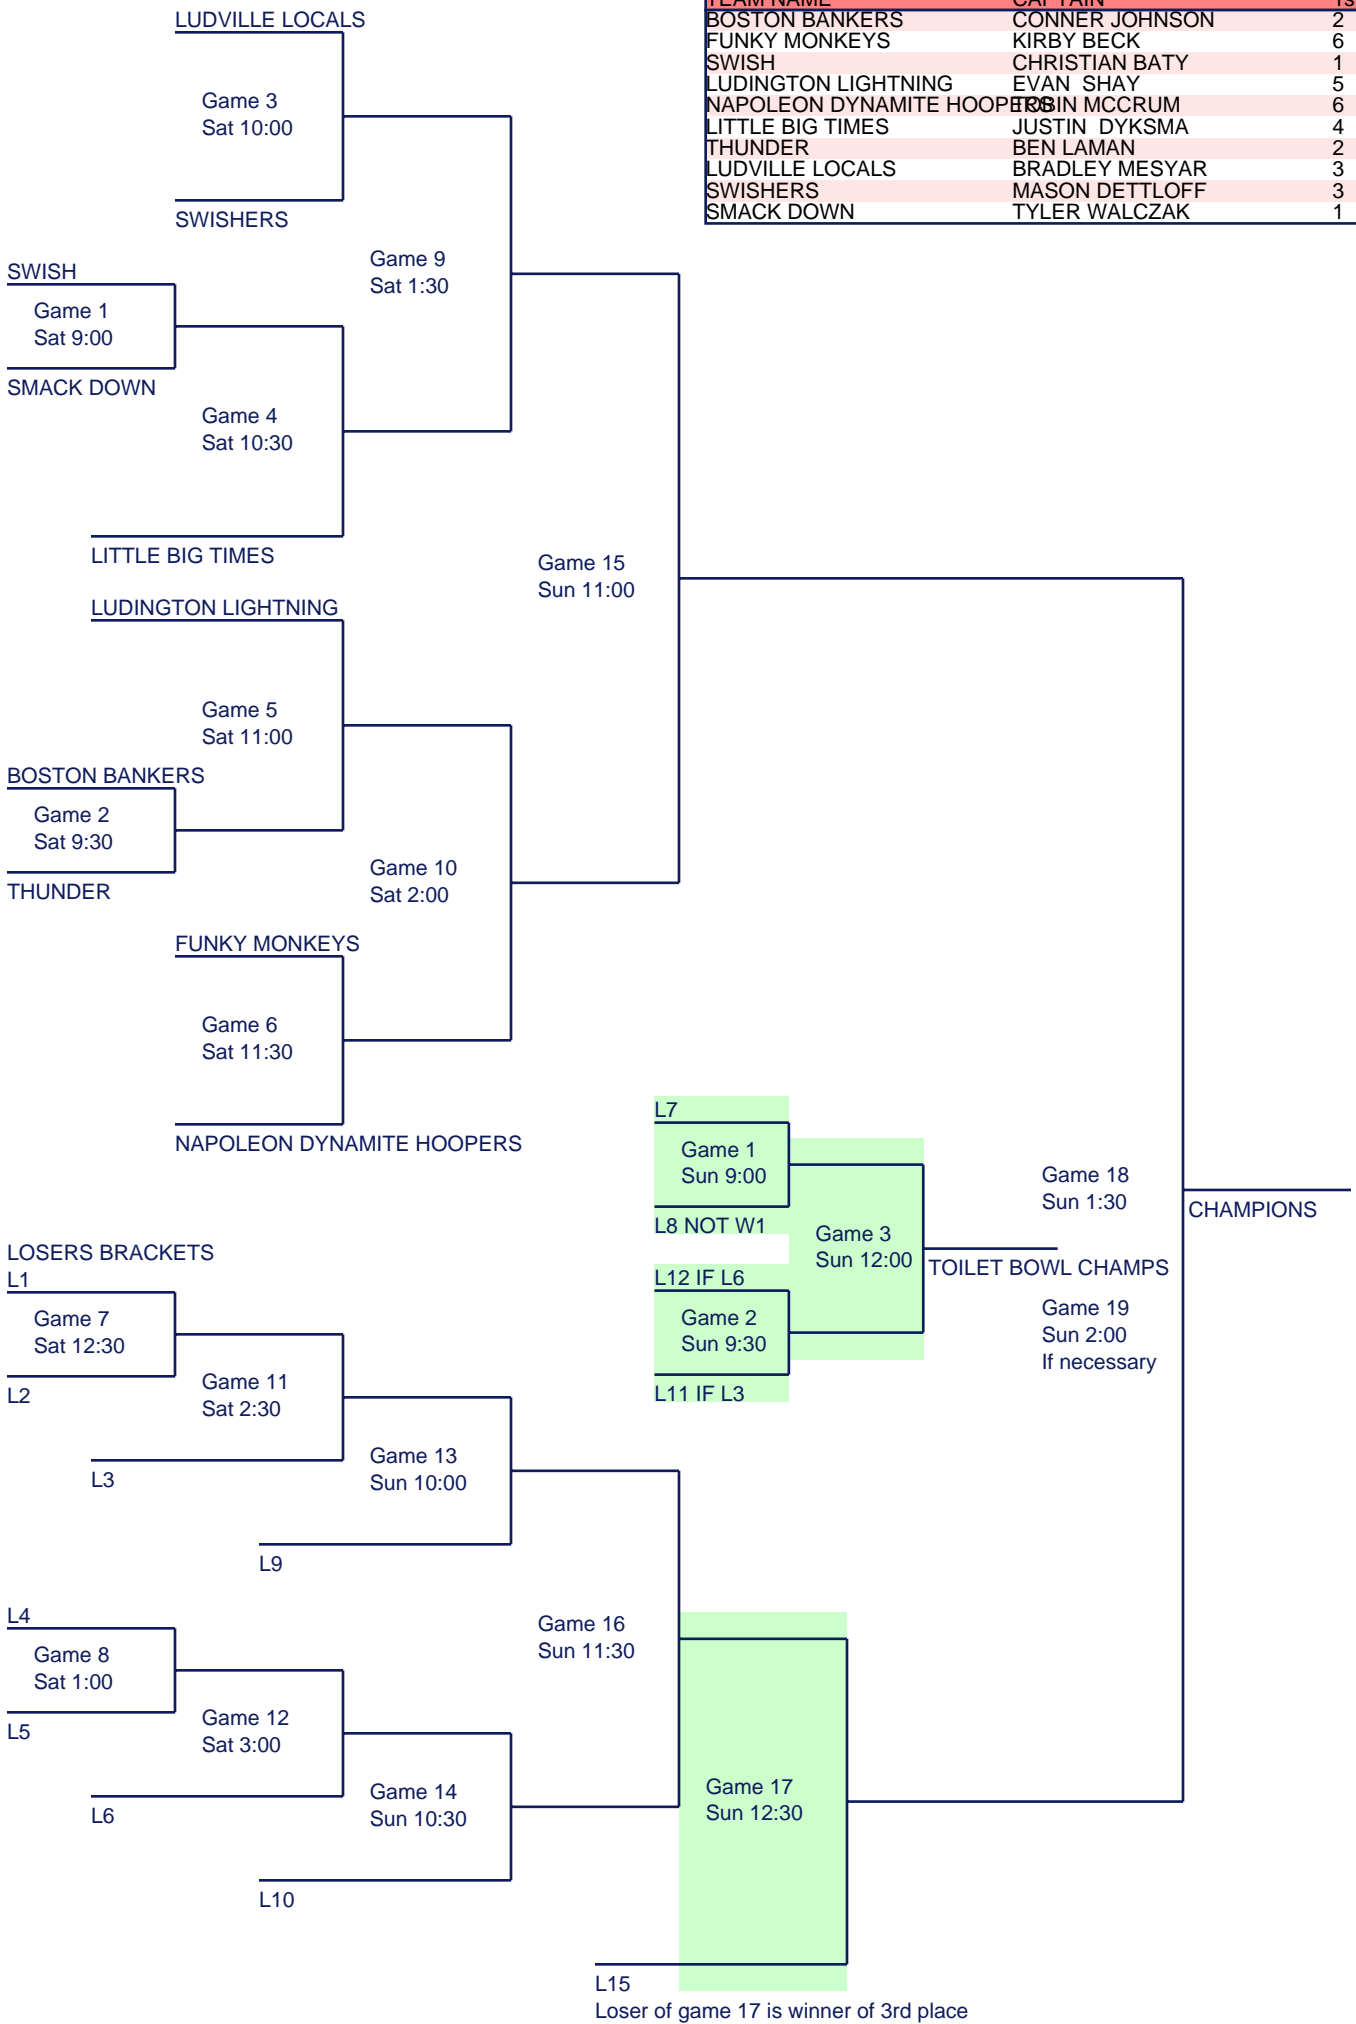 TEAM NAME CAPTAIN
BOSTON BANKERS CONNER JOHNSON 2
FUNKY MONKEYS KIRBY BECK 6
SWISH CHRISTIAN BATY 1
LUDINGTON LIGHTNING EVAN SHAY 5
NAPOLEON DYNAMITE HOOPERS TOBIN MCCRUM 6
LITTLE BIG TIMES JUSTIN DYKSMA 4
THUNDER BEN LAMAN 2
LUDVILLE LOCALS BRADLEY MESYAR 3
SWISHERS MASON DETTLOFF 3
SMACK DOWN TYLER WALCZAK 1
LUDVILLE LOCALS
Game 3
Sat 10:00
SWISHERS
Game 9
Sat 1:30
SWISH
Game 1
Sat 9:00
SMACK DOWN
Game 4
Sat 10:30
LITTLE BIG TIMES
Game 15
Sun 11:00
LUDINGTON LIGHTNING
Game 5
Sat 11:00
BOSTON BANKERS
Game 2
Sat 9:30
THUNDER
Game 10
Sat 2:00
FUNKY MONKEYS
Game 6
Sat 11:30
NAPOLEON DYNAMITE HOOPERS
L7
Game 1
Sun 9:00
L8 NOT W1
Game 3
Sun 12:00
L12 IF L6
Game 2
Sun 9:30
L11 IF L3
TOILET BOWL CHAMPS
Game 18
Sun 1:30
CHAMPIONS
Game 19
Sun 2:00
If necessary
LOSERS BRACKETS
L1
Game 7
Sat 12:30
L2
Game 11
Sat 2:30
L3
Game 13
Sun 10:00
L9
L4
Game 8
Sat 1:00
L5
Game 12
Sat 3:00
L6
Game 14
Sun 10:30
L10
Game 16
Sun 11:30
Game 17
Sun 12:30
L15
Loser of game 17 is winner of 3rd place